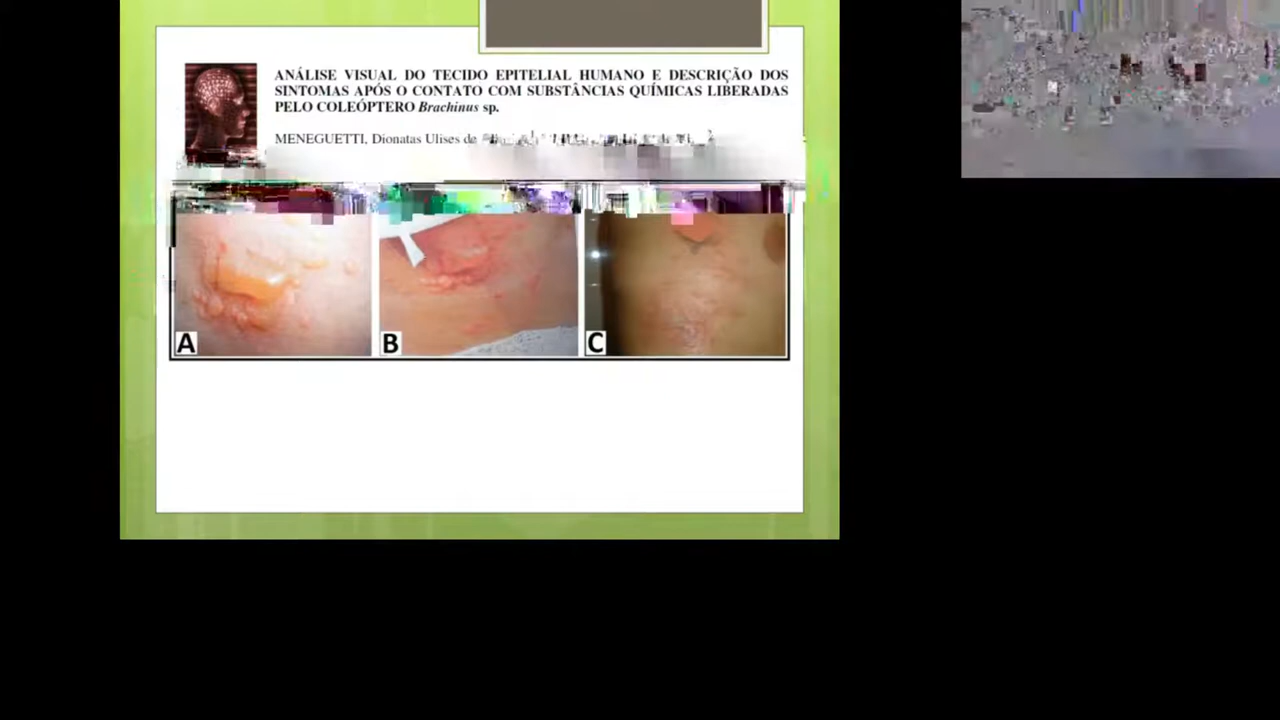 ANÁLISE VISUAL DO TECIDO EPITELIAL HUMANO E DESCRIÇÃO DOS
SINTOMAS APÓS O CONTATO COM SUBSTÂNCIAS QUÍMICAS LIBERADAS
PELO COLEÓPTERO Brachinus sp.
MENEGUETTI, Dionatas Ulises de
A B C